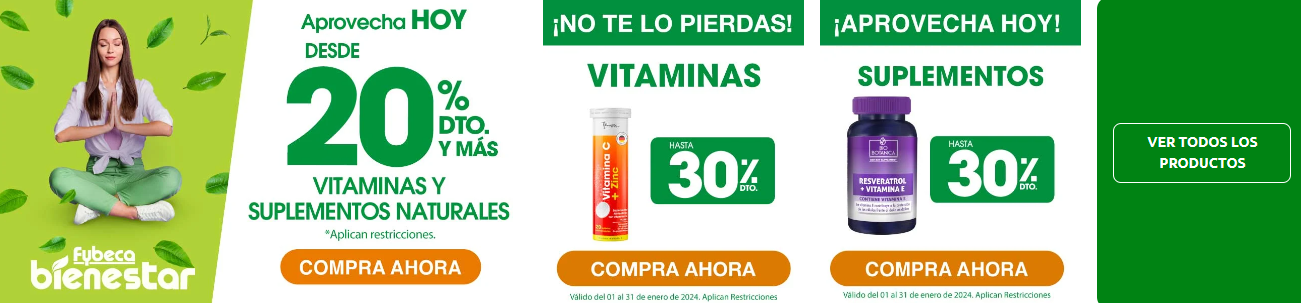 Fybeca
bienestar
Aprovecha HOY
DESDE
20% DTO. Y MÁS
VITAMINAS Y
SUPLEMENTOS NATURALES
*Aplican restricciones.
COMPRA AHORA
¡NO TE LO PIERDAS!
VITAMINAS
Vitamina C
+ Zinc
HASTA
30% DTO.
COMPRA AHORA
Válido del 01 al 31 de enero de 2024. Aplican Restricciones
¡APROVECHA HOY!
SUPLEMENTOS
BIO
BOTANICA
RESVERATROL
+ VITAMINA E
CONTIENE VITAMINA E
HASTA
30% DTO.
COMPRA AHORA
Válido del 01 al 31 de enero de 2024. Aplican Restricciones
VER TODOS LOS
PRODUCTOS